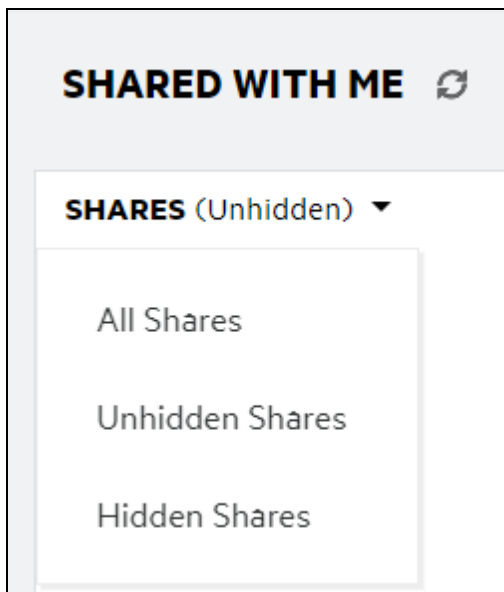 SHARED WITH ME
SHARES (Unhidden)
All Shares
Unhidden Shares
Hidden Shares